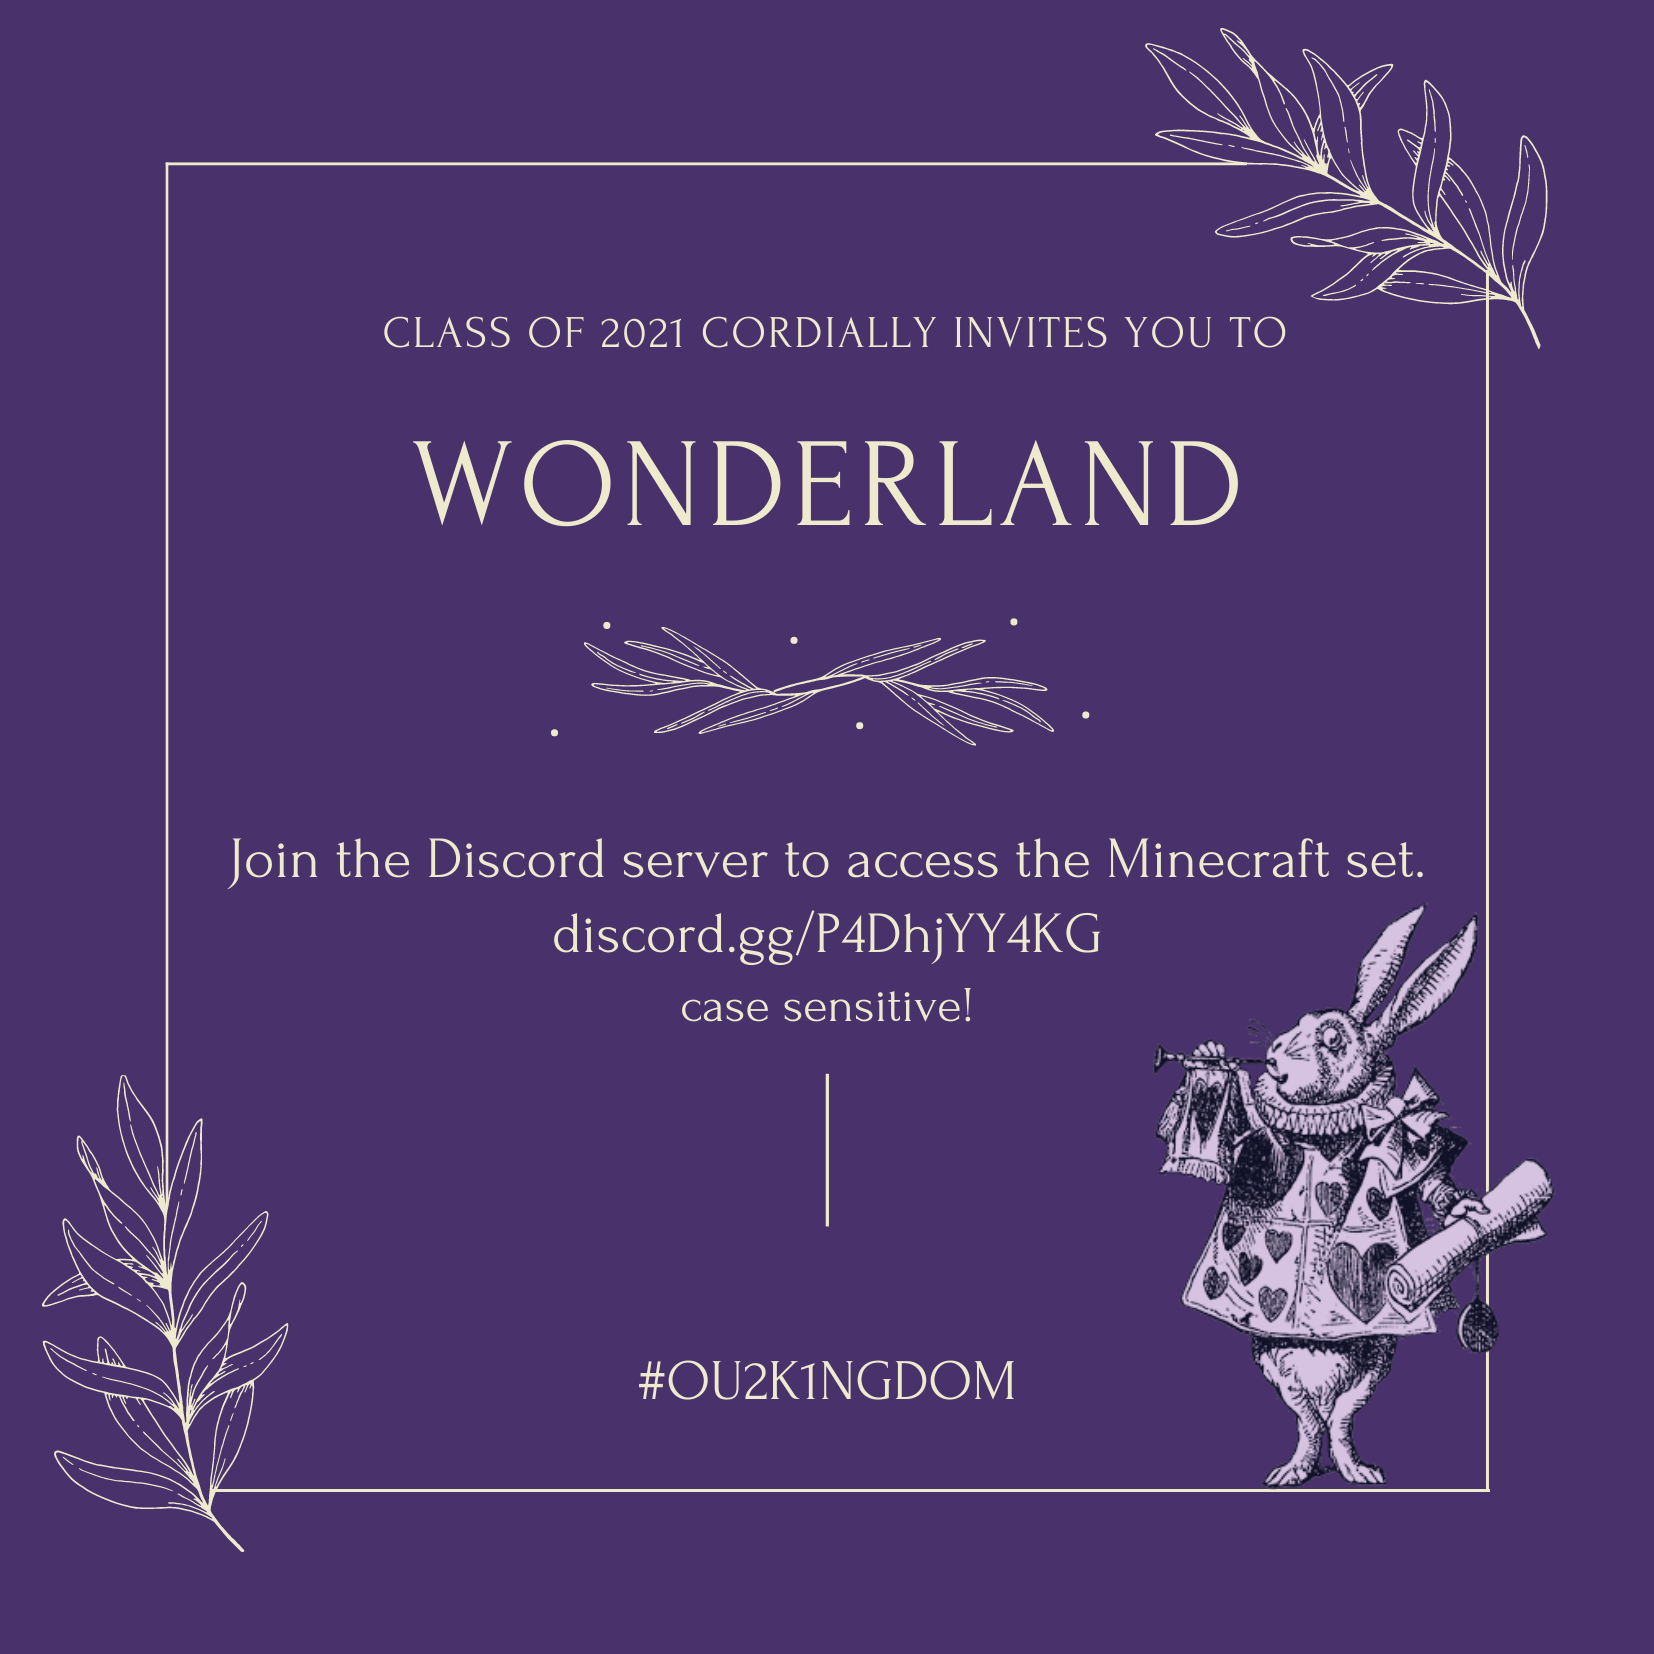 CLASS OF 2021 CORDIALLY INVITES YOU TO
WONDERLAND
Join the Discord server to access the Minecraft set.
discord.gg/P4DhjYY4KG
case sensitive!
#OU2K1NGDOM